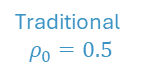 Traditional
ρ₀ = 0.5